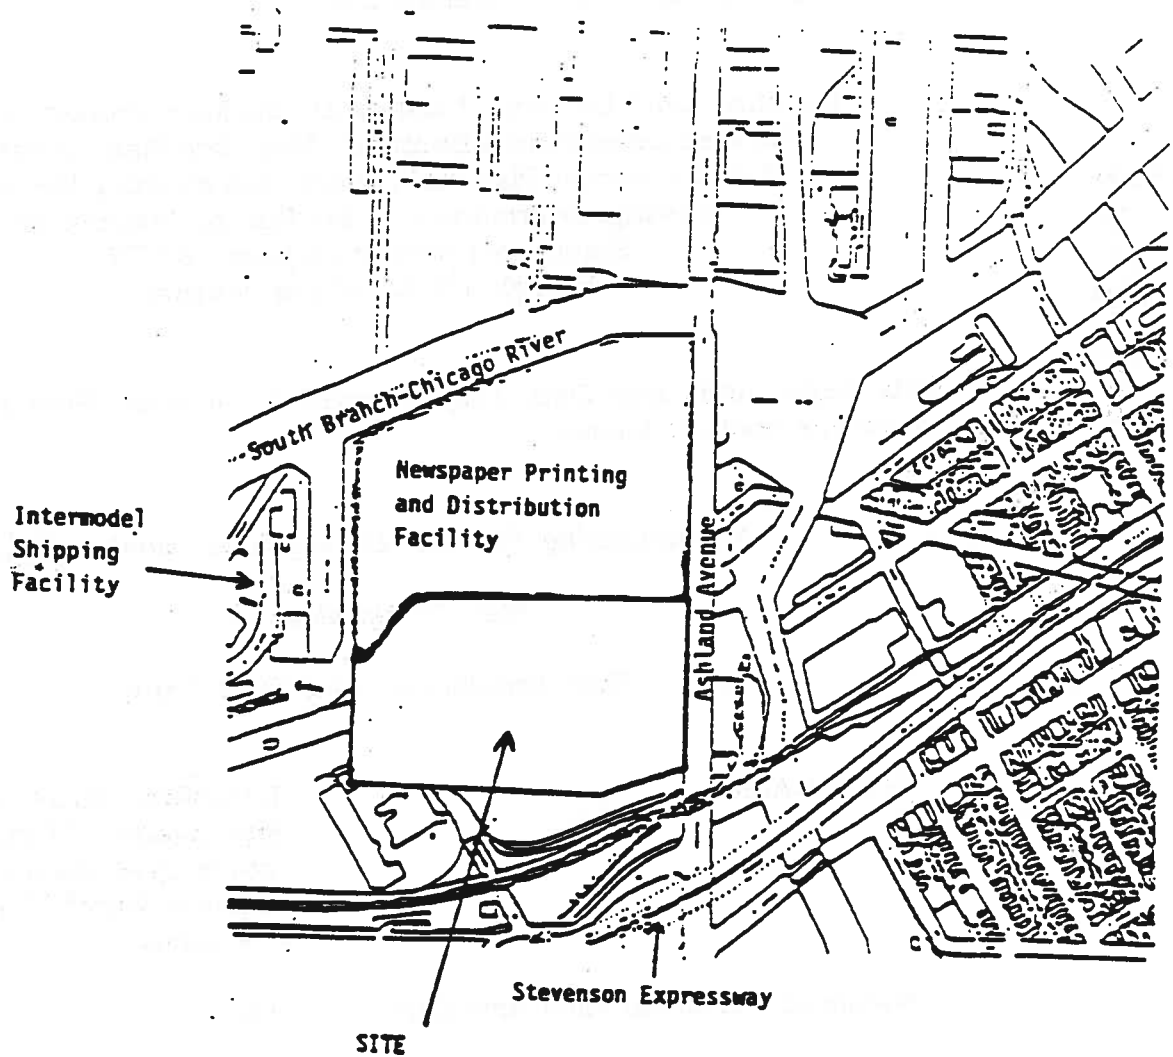 South Branch-Chicago River
Newspaper Printing
and Distribution
Facility
Intermodel
Shipping
Facility
Ashland Avenue
Stevenson Expressway
SITE